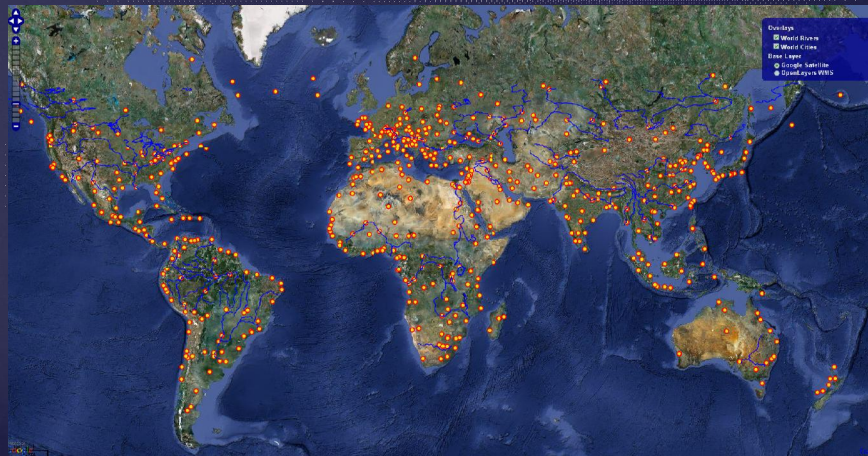 Overlays
World Rivers
World Cities
Base Layer
Google Satellite
OpenLayers WMS